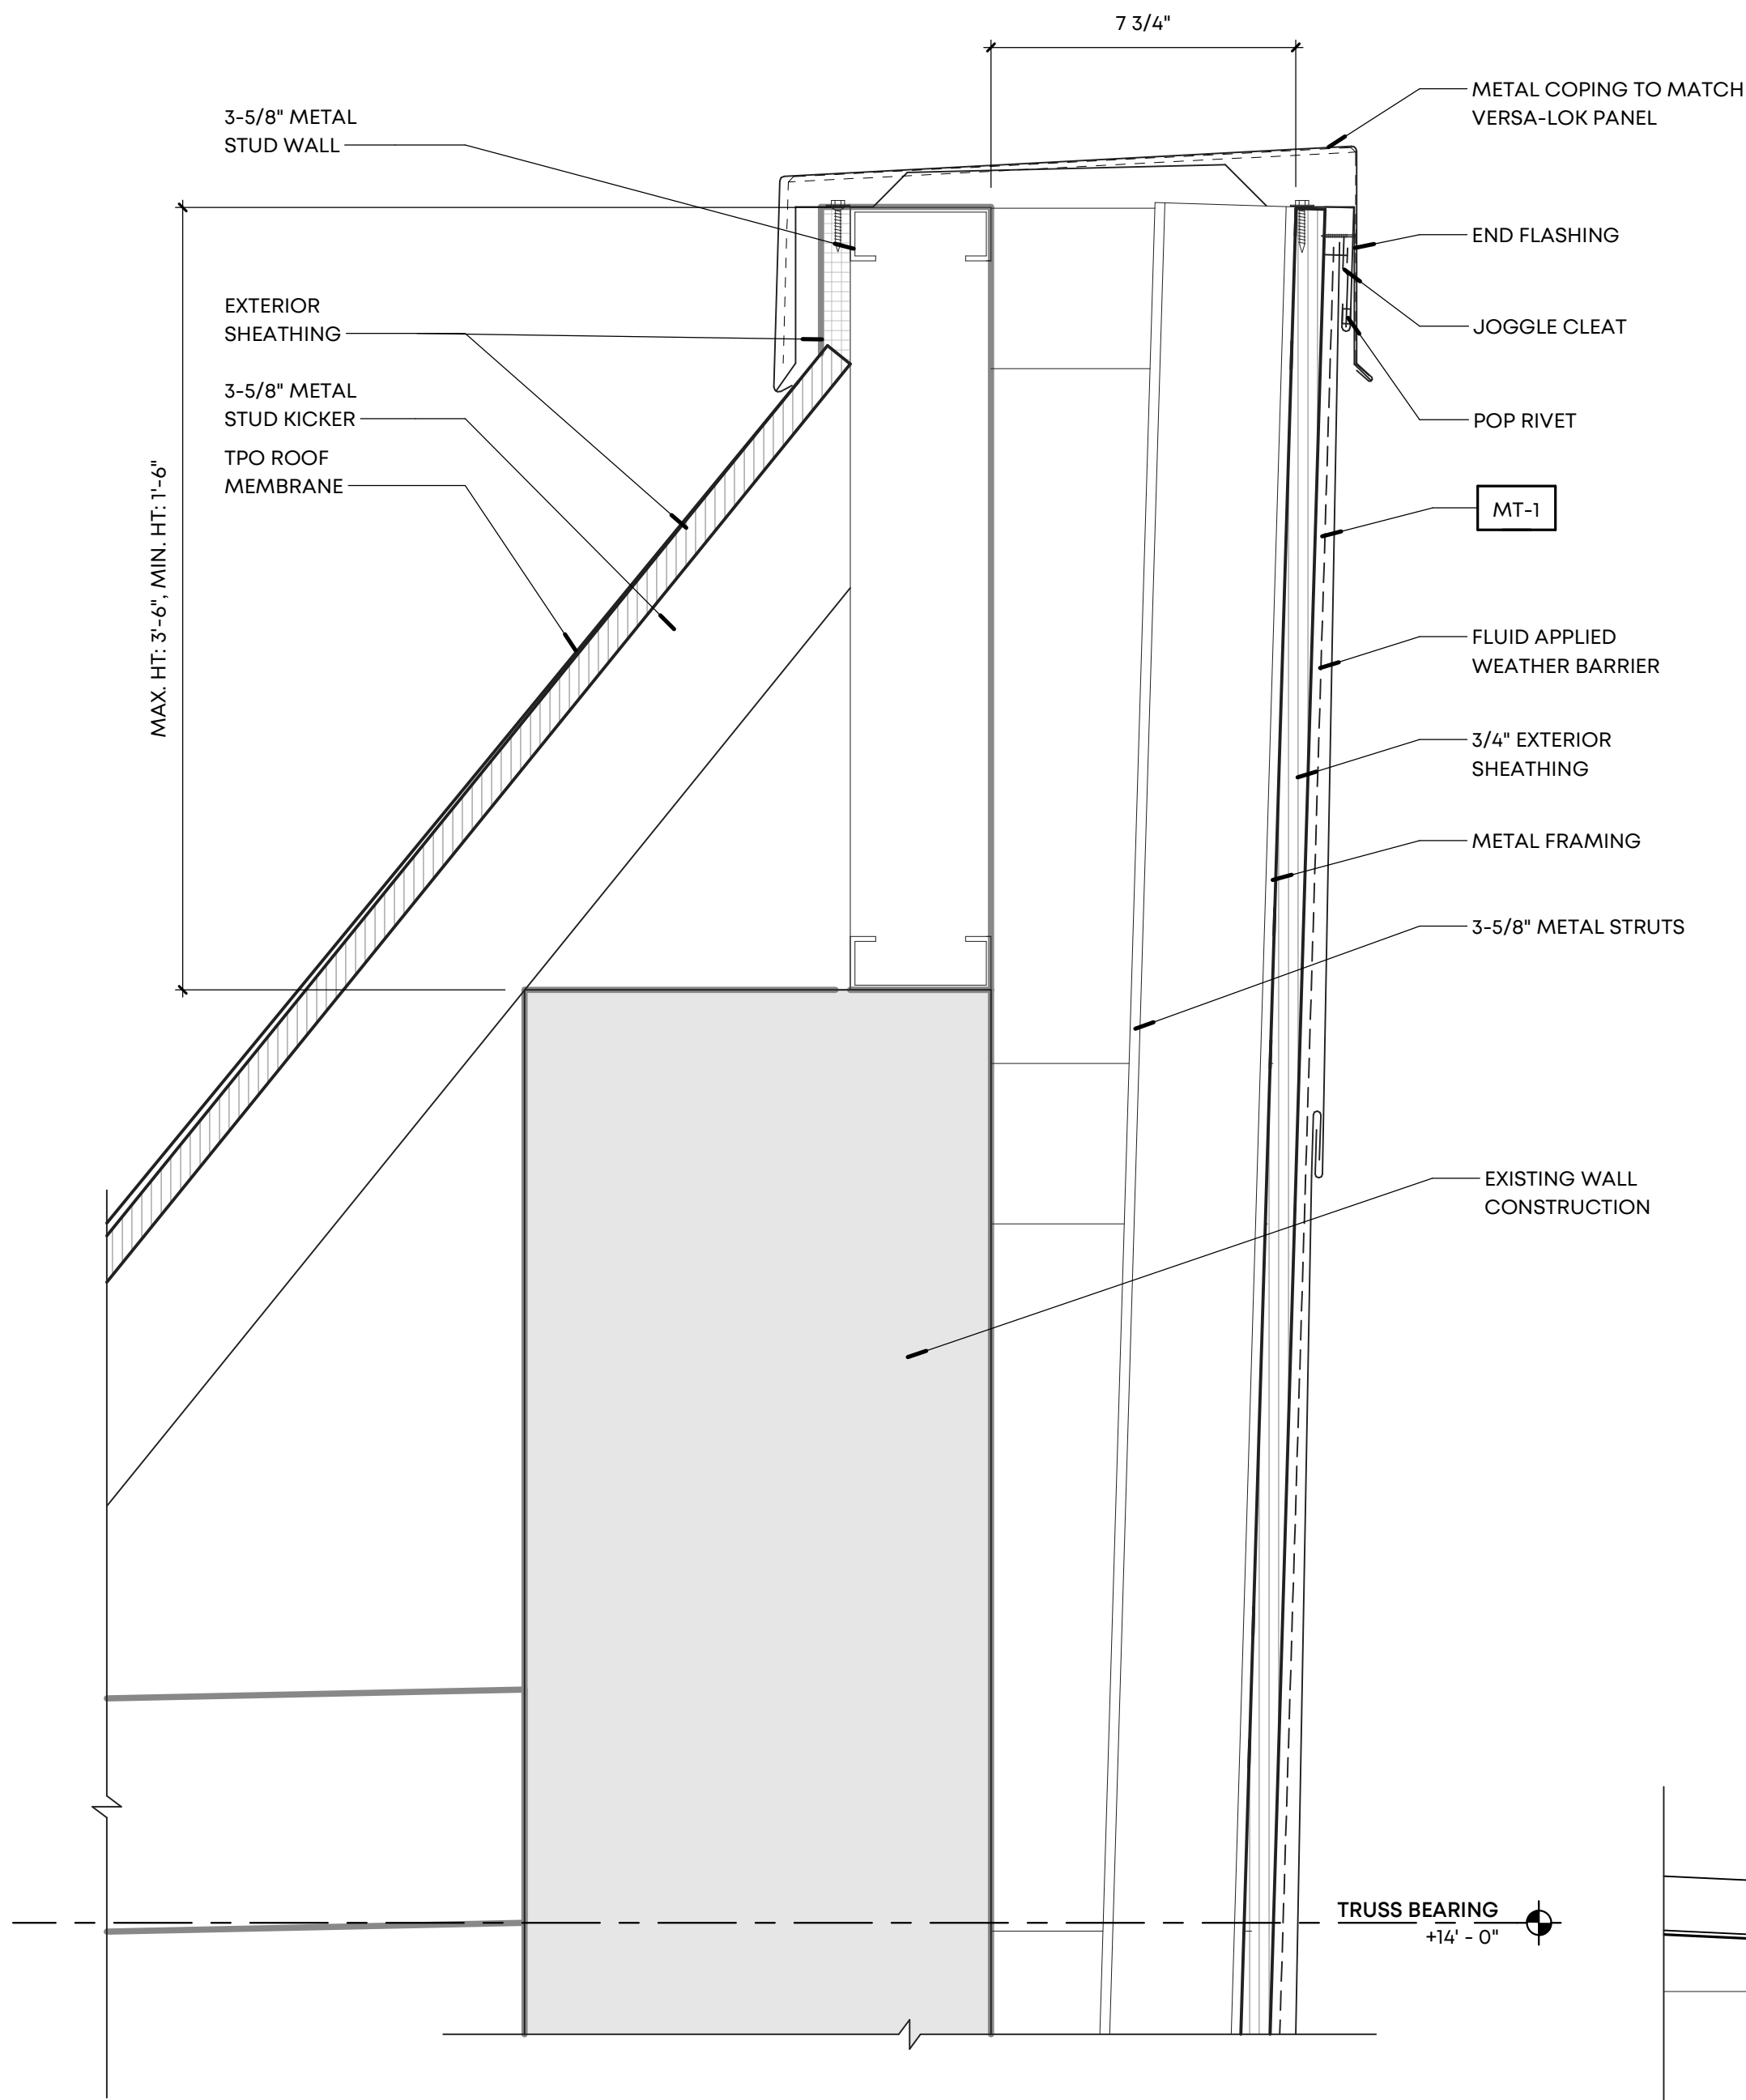 7 3/4"
3-5/8" METAL
STUD WALL
EXTERIOR
SHEATHING
3-5/8" METAL
STUD KICKER
TPO ROOF
MEMBRANE
MAX. HT: 3'-6", MIN. HT: 1'-6"
METAL COPING TO MATCH
VERSA-LOK PANEL
END FLASHING
JOGGLE CLEAT
POP RIVET
MT-1
FLUID APPLIED
WEATHER BARRIER
3/4" EXTERIOR
SHEATHING
METAL FRAMING
3-5/8" METAL STRUTS
EXISTING WALL
CONSTRUCTION
TRUSS BEARING
+14' - 0"